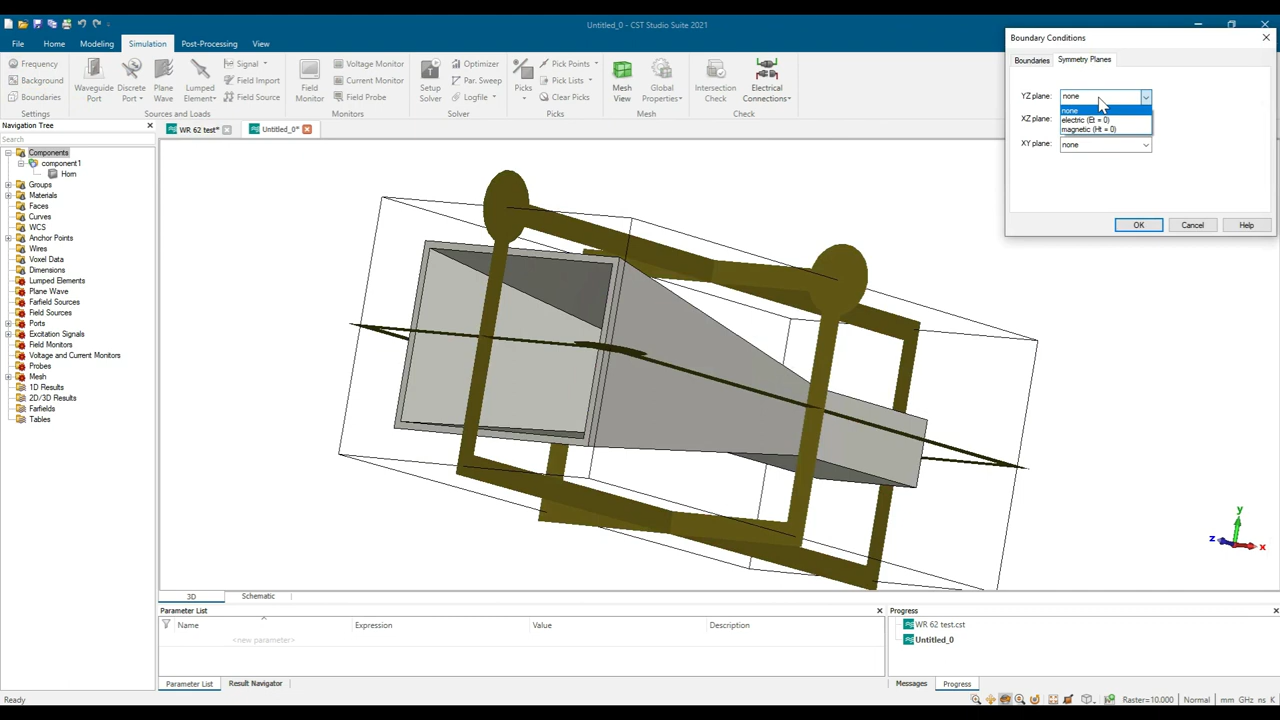 Untitled_0 - CST Studio Suite 2021
File Home Modeling Simulation Post-Processing View
Frequency
Background
Boundaries
Settings
Waveguide Port
Discrete Port
Plane Wave
Lumped Element
Signal
Field Import
Field Source
Sources and Loads
Field Monitor
Voltage Monitor
Current Monitor
Field Probe
Monitors
Setup Solver
Optimizer
Par. Sweep
Logfile
Solver
Picks
Pick Points
Pick Lists
Clear Picks
Picks
Mesh View
Global Properties
Mesh
Intersection Check
Electrical Connections
Check
Boundary Conditions
Boundaries Symmetry Planes
YZ plane: none
none
electric (Et = 0)
magnetic (Ht = 0)
XZ plane:
XY plane: none
OK Cancel Help
Navigation Tree
Search
Components
component1
Horn
Groups
Materials
Faces
Curves
WCS
Anchor Points
Wires
Voxel Data
Dimensions
Lumped Elements
Plane Wave
Farfield Sources
Field Sources
Ports
Excitation Signals
Field Monitors
Voltage and Current Monitors
Probes
Mesh
1D Results
2D/3D Results
Farfields
Tables
WR 62 test*
Untitled_0*
y
z
x
3D Schematic
Parameter List
Name Expression Value Description
<new parameter>
Parameter List Result Navigator
Progress
WR 62 test.cst
Untitled_0
Messages Progress
Ready
Raster=10.000 Normal mm GHz ns K